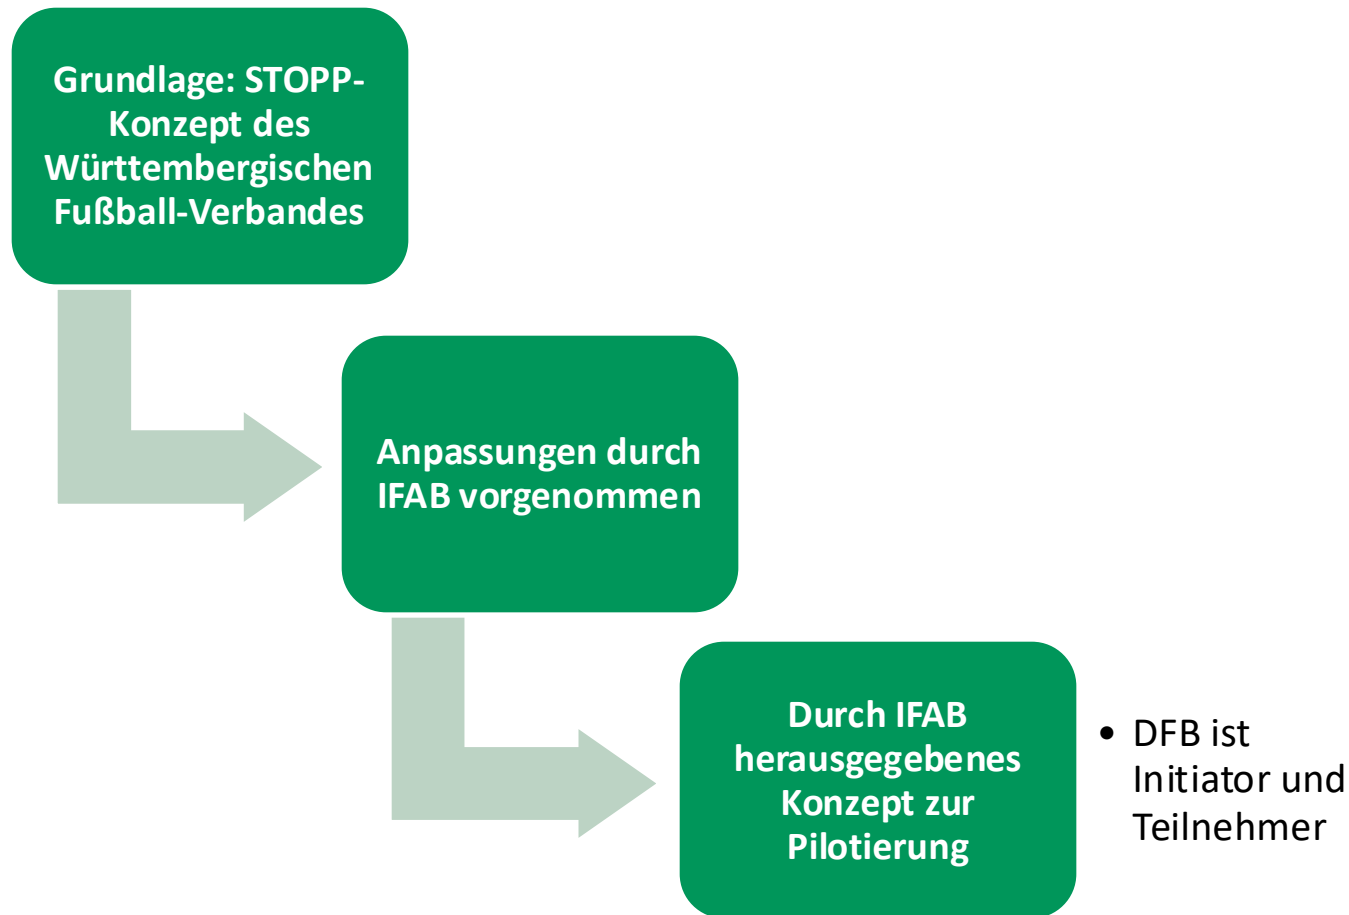 Grundlage: STOPP-
Konzept des
Württembergischen
Fußball-Verbandes
Anpassungen durch
IFAB vorgenommen
Durch IFAB
herausgegebenes
Konzept zur
Pilotierung
• DFB ist
Initiator und
Teilnehmer